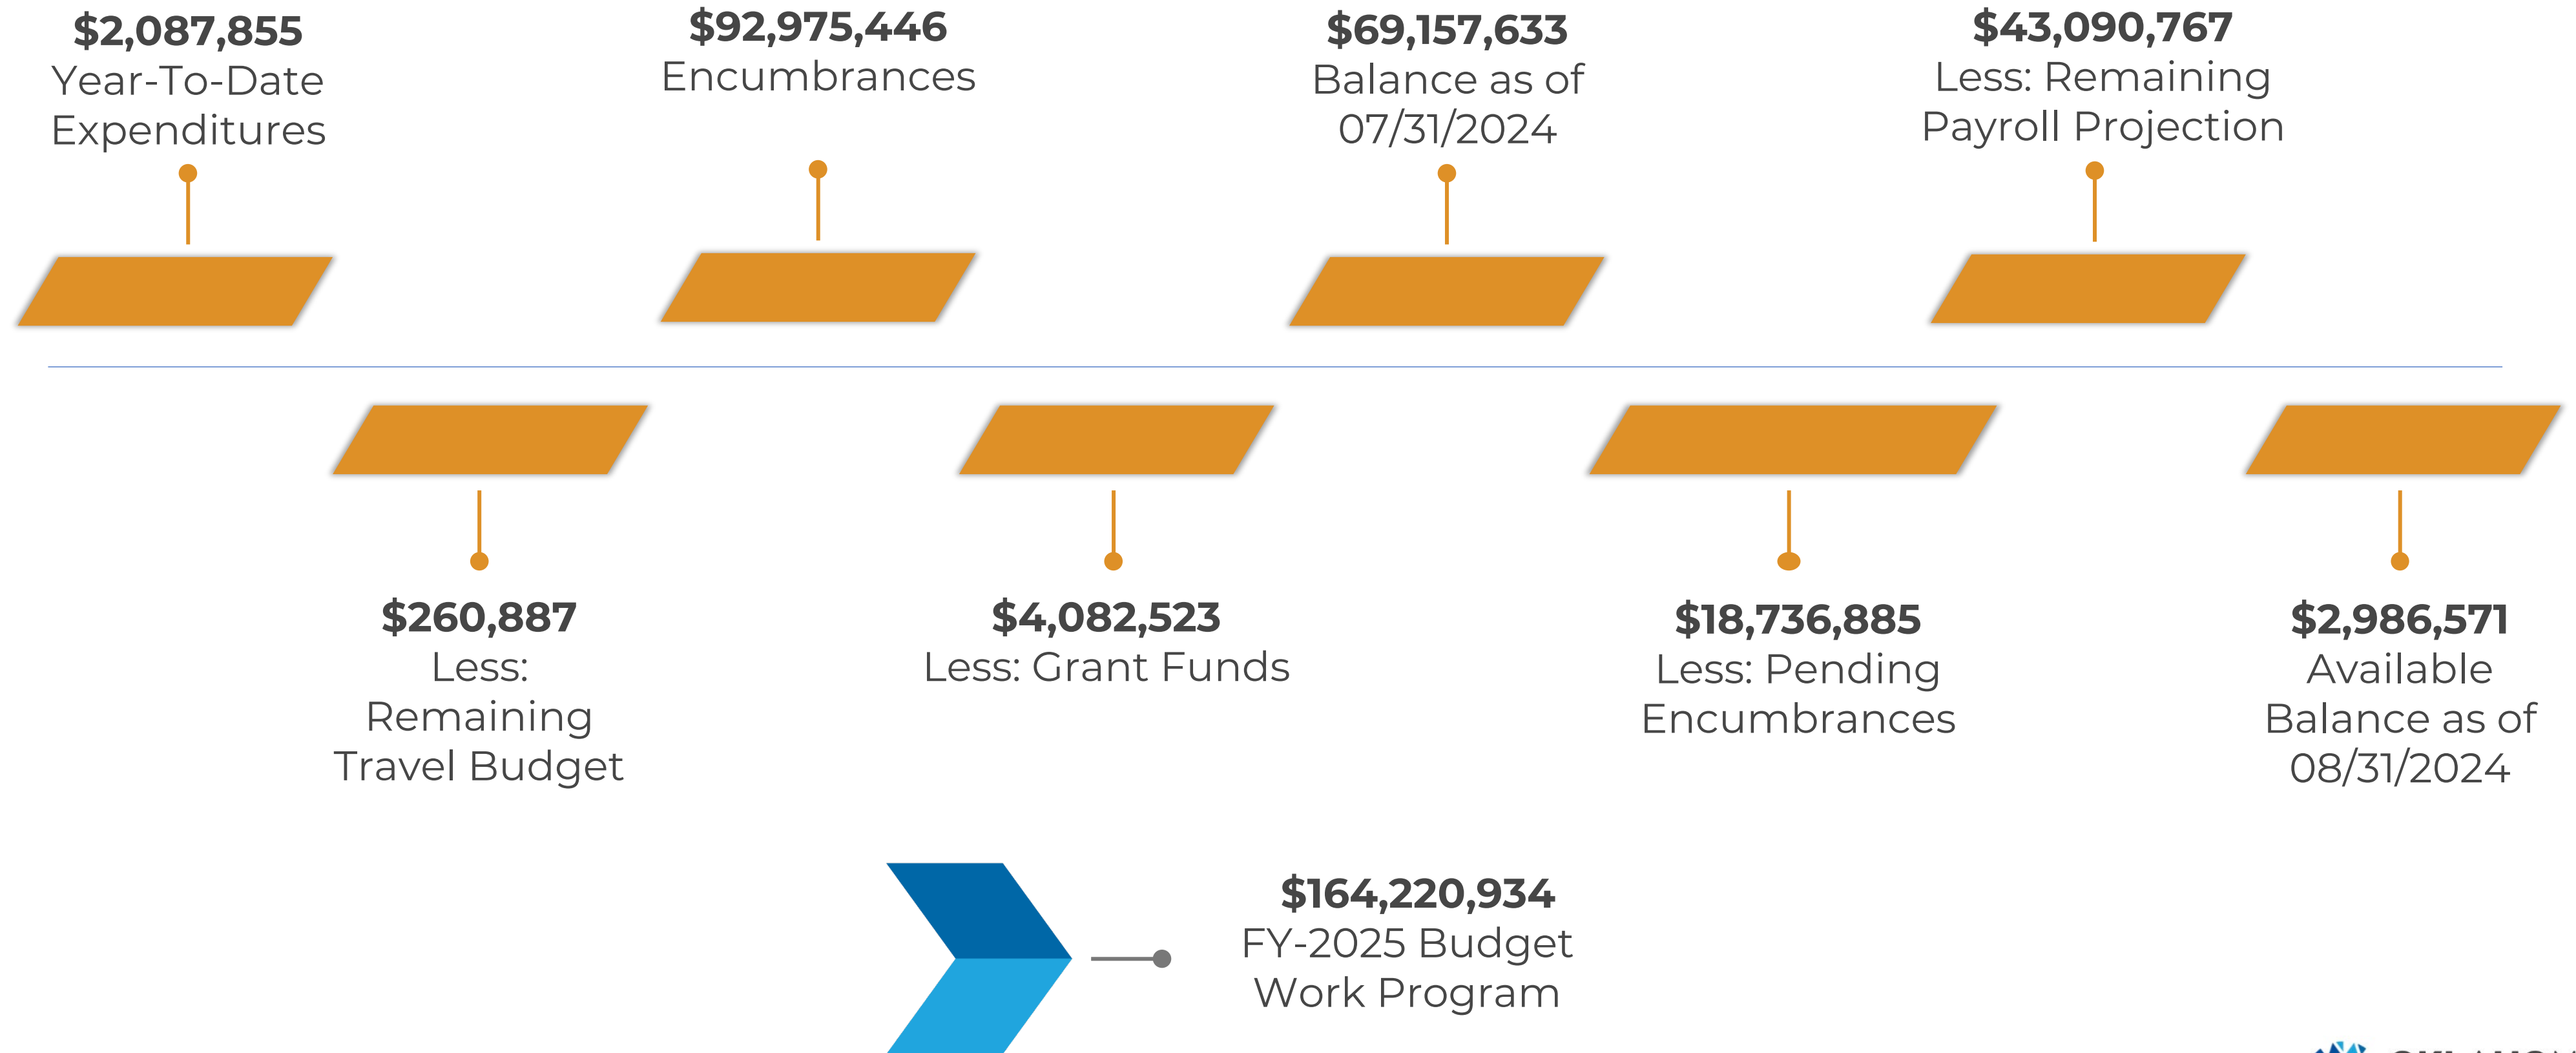 $2,087,855
Year-To-Date
Expenditures
$92,975,446
Encumbrances
$69,157,633
Balance as of
07/31/2024
$43,090,767
Less: Remaining
Payroll Projection
$260,887
Less:
Remaining
Travel Budget
$4,082,523
Less: Grant Funds
$18,736,885
Less: Pending
Encumbrances
$2,986,571
Available
Balance as of
08/31/2024
$164,220,934
FY-2025 Budget
Work Program